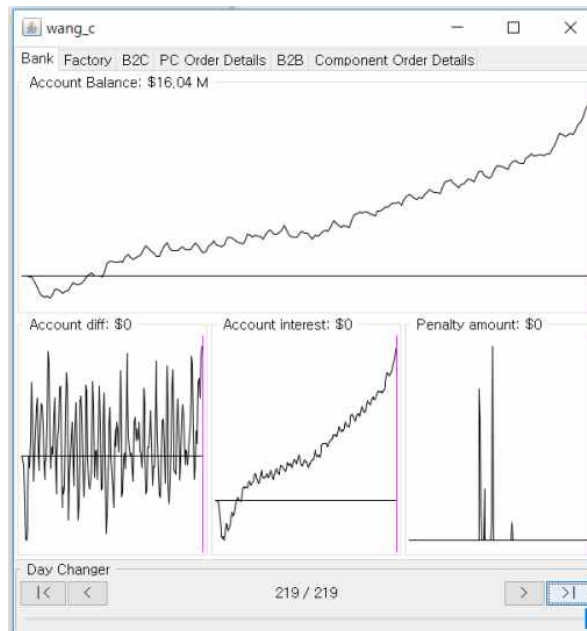 wang_c
Bank Factory B2C PC Order Details B2B Component Order Details
Account Balance: $16,04 M
Account diff: $0 Account interest: $0 Penalty amount: $0
Day Changer
|< < 219 / 219 > >|